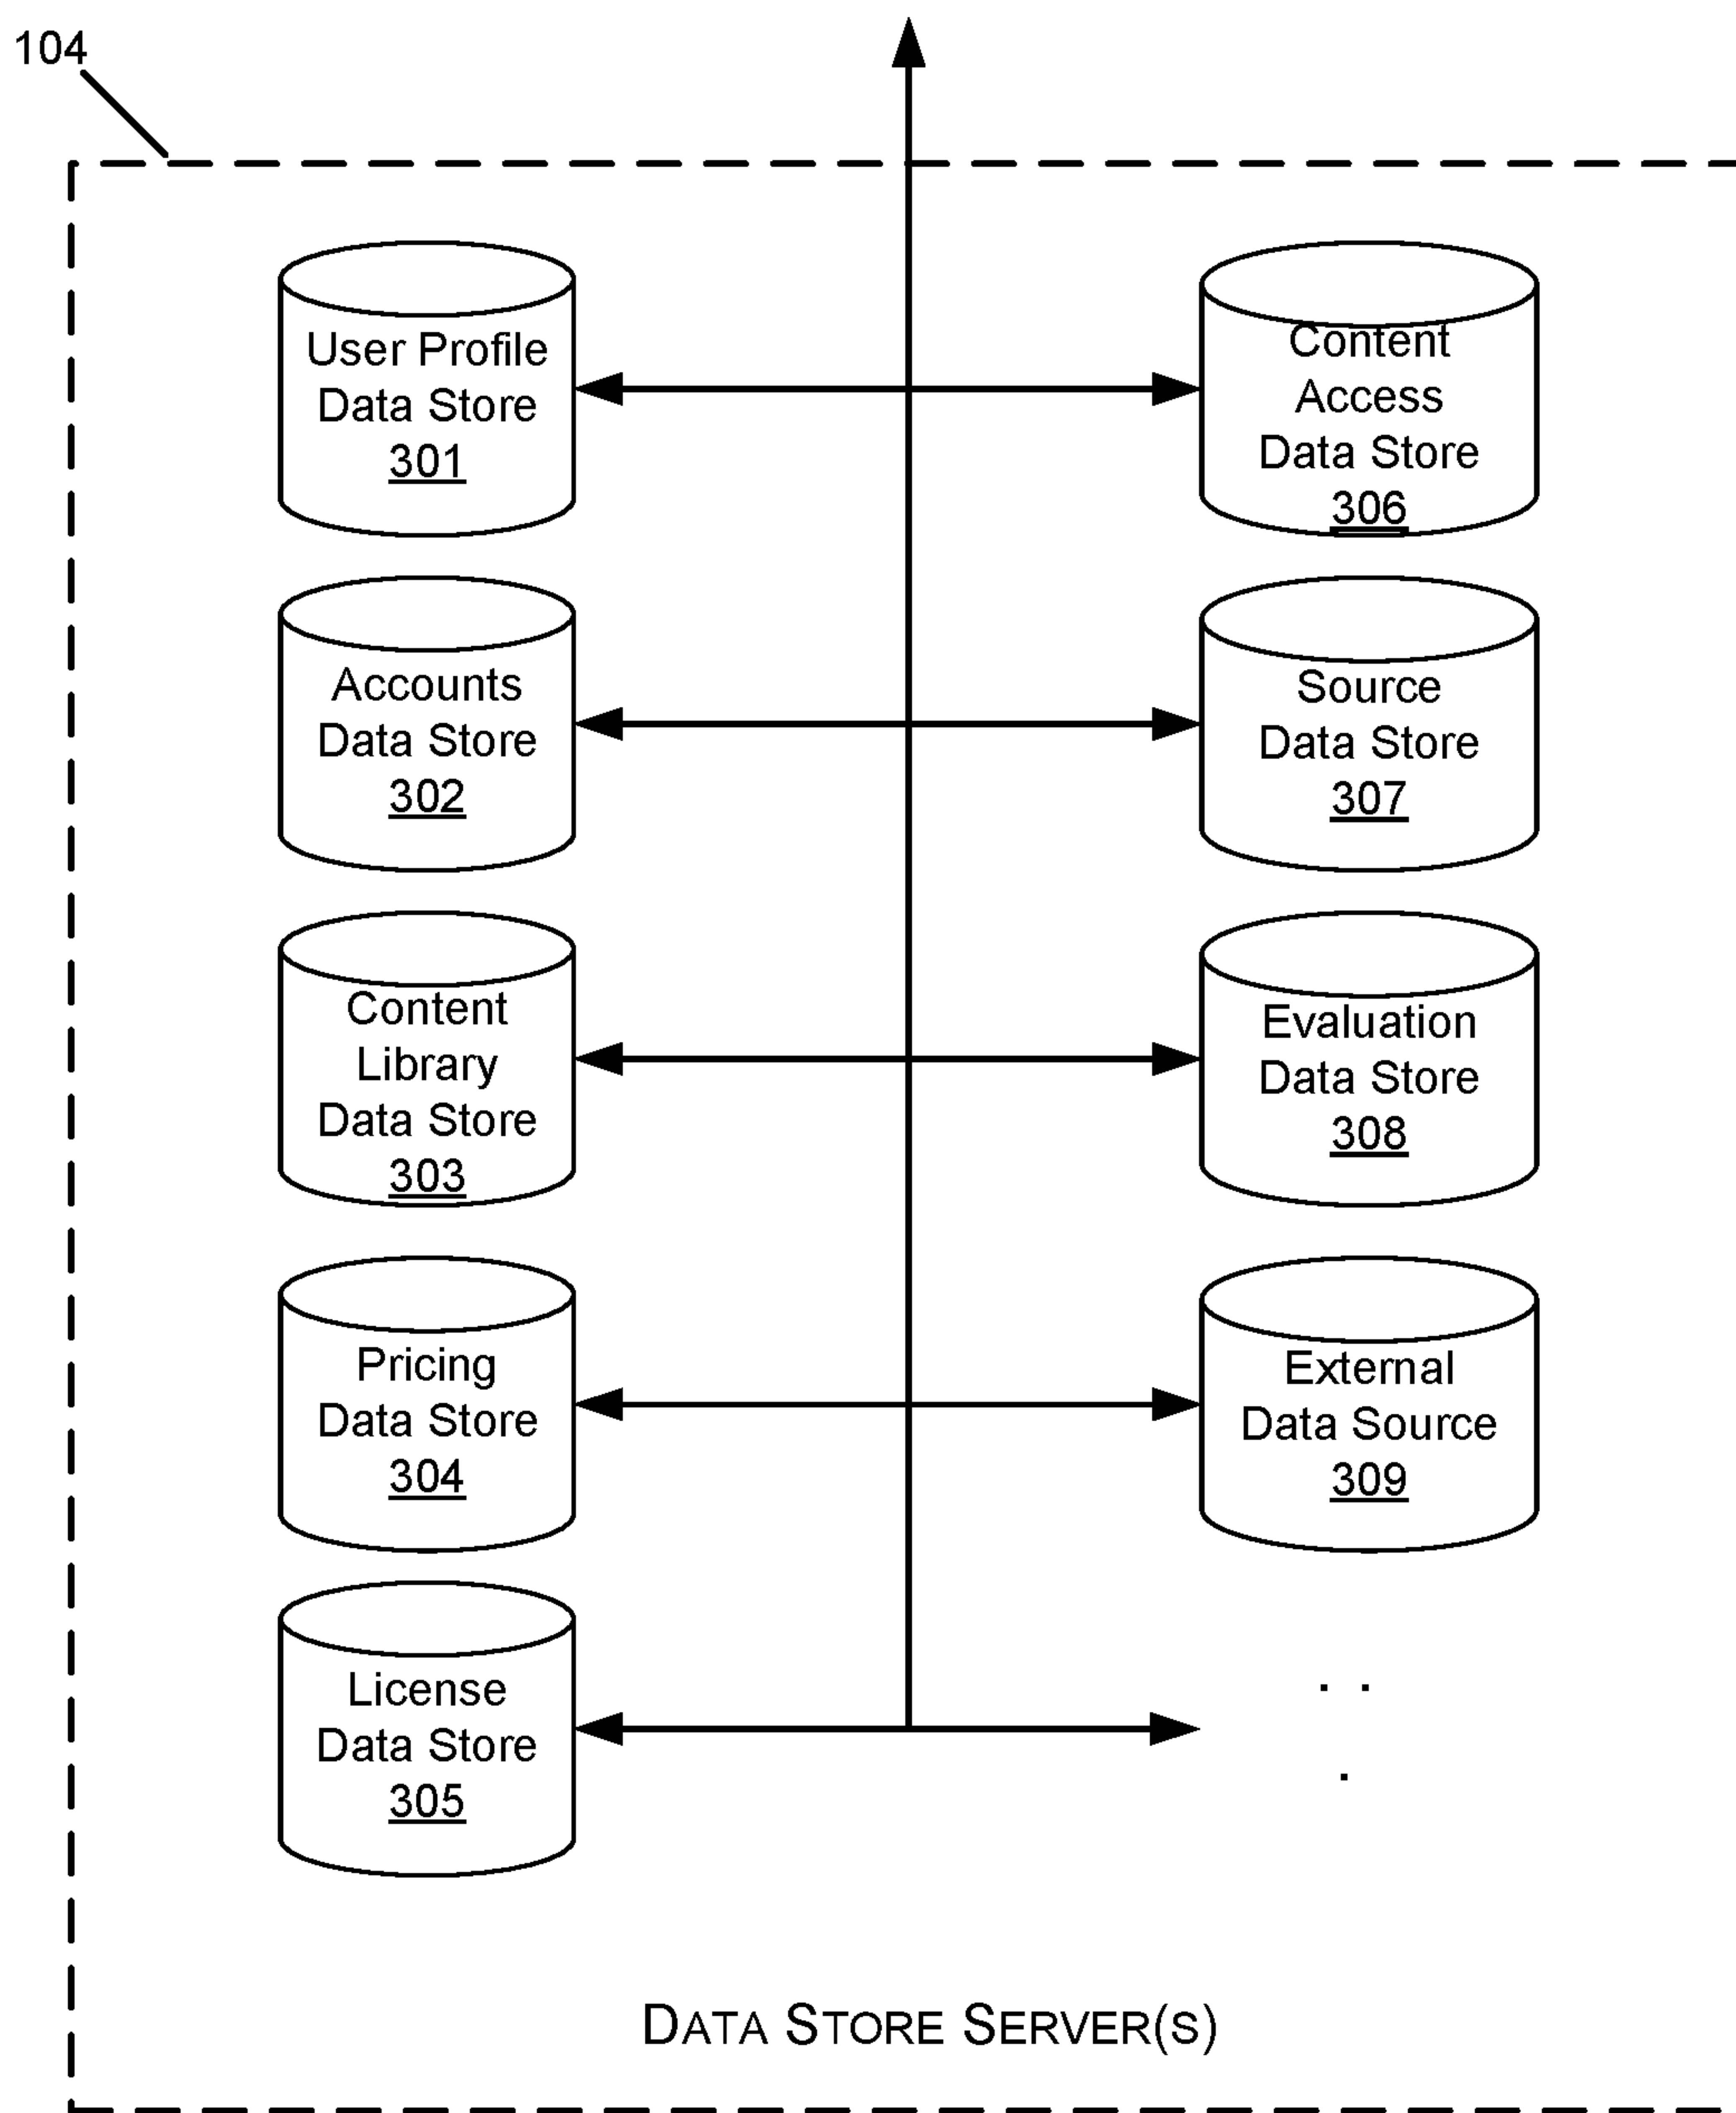 104
User Profile
Data Store
301
Content
Access
Data Store
306
Accounts
Data Store
302
Source
Data Store
307
Content
Library
Data Store
303
Evaluation
Data Store
308
Pricing
Data Store
304
External
Data Source
309
License
Data Store
305
. .
.
DATA STORE SERVER(S)